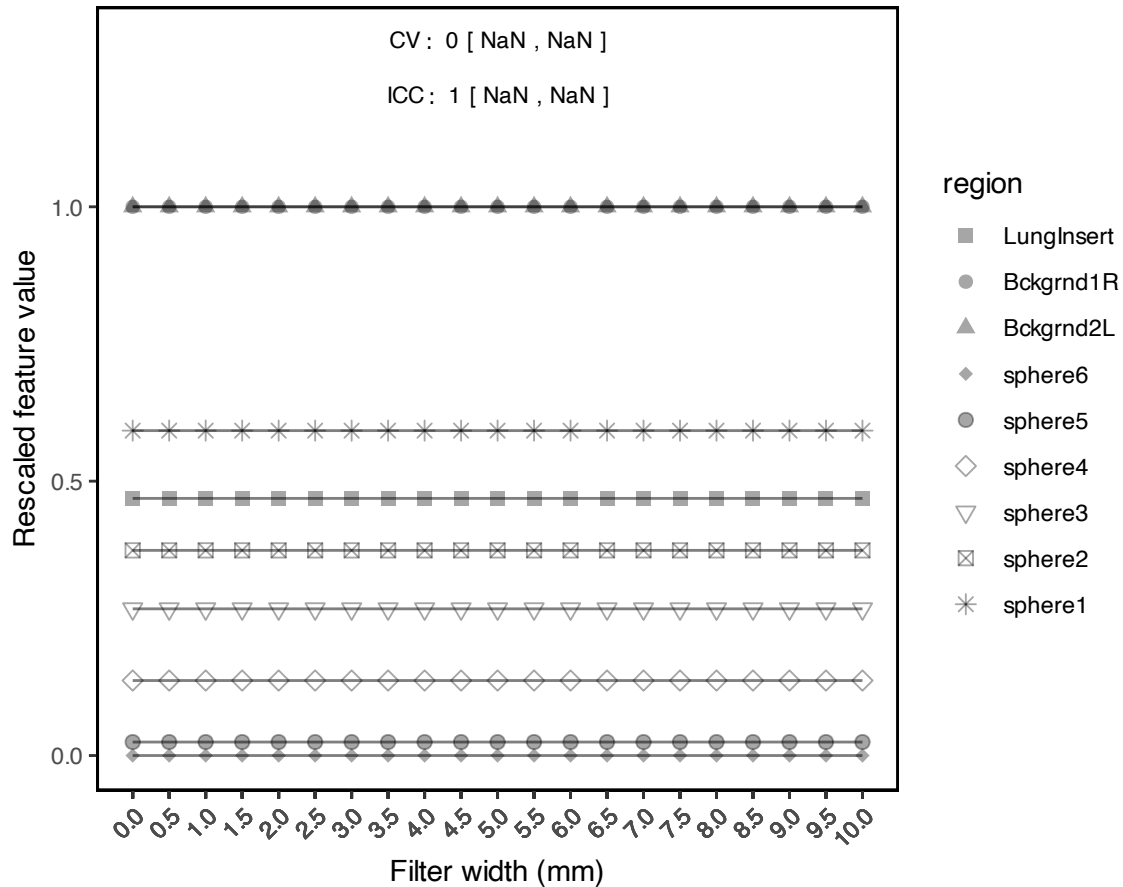 CV: 0 [ NaN , NaN ]
ICC: 1 [ NaN , NaN ]
Rescaled feature value
1.0
0.5
0.0
0.0 0.5 1.0 1.5 2.0 2.5 3.0 3.5 4.0 4.5 5.0 5.5 6.0 6.5 7.0 7.5 8.0 8.5 9.0 9.5 10.0
Filter width (mm)
region
LungInsert
Bckgrnd1R
Bckgrnd2L
sphere6
sphere5
sphere4
sphere3
sphere2
sphere1